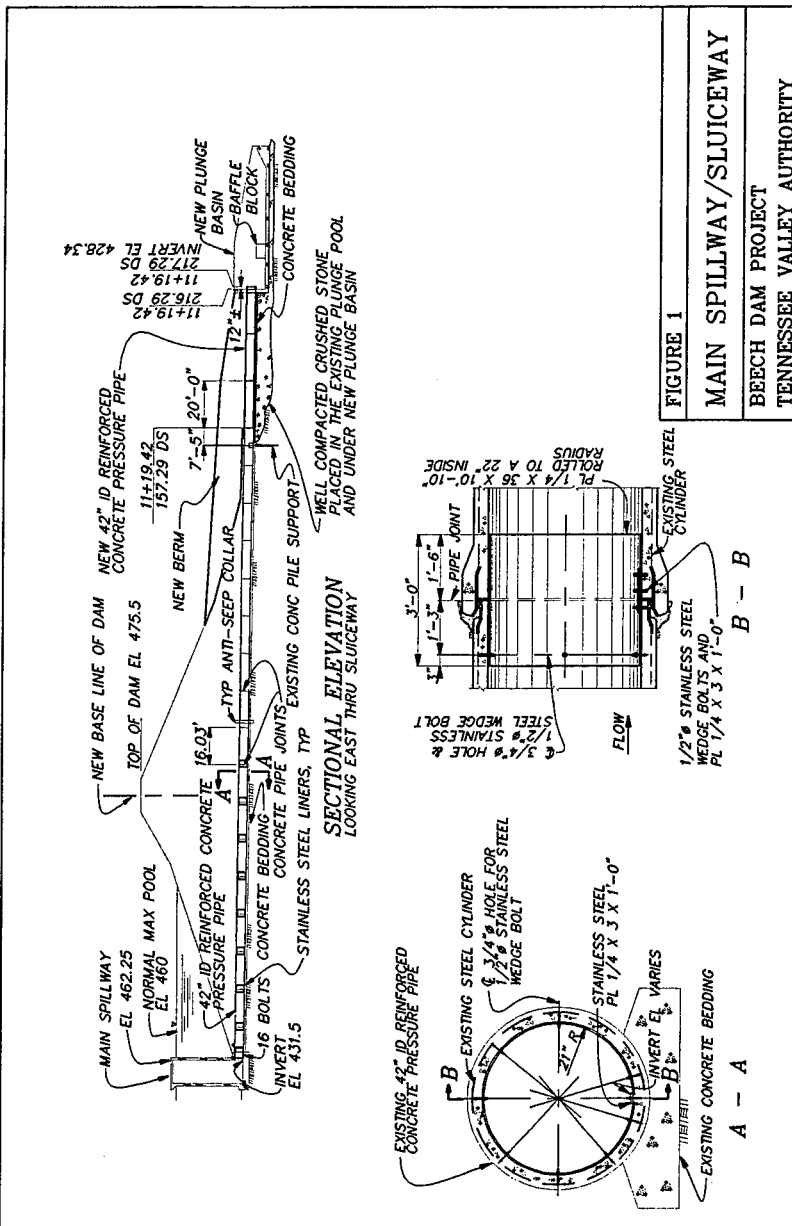 MAIN SPILLWAY
EL 462.25
NORMAL MAX POOL
EL 460
42" ID REINFORCED CONCRETE
PRESSURE PIPE
16 BOLTS
INVERT
EL 431.5
CONCRETE BEDDING
STAINLESS STEEL LINERS, TYP
NEW BASE LINE OF DAM
TOP OF DAM EL 475.5
16.03'
A
A
TYP ANTI-SEEP COLLAR
CONCRETE PIPE JOINTS
EXISTING CONC PILE SUPPORT
NEW BERM
11+19.42
157.29 DS
NEW 42" ID REINFORCED
CONCRETE PRESSURE PIPE
7'-5"
20'-0"
12" ±
11+19.42
216.29 DS
11+19.42
217.29 DS
INVERT EL 428.34
NEW PLUNGE
BASIN
BAFFLE
BLOCK
CONCRETE BEDDING
WELL COMPACTED CRUSHED STONE
PLACED IN THE EXISTING PLUNGE POOL
AND UNDER NEW PLUNGE BASIN
SECTIONAL ELEVATION
LOOKING EAST THRU SLUICEWAY
EXISTING 42" ID REINFORCED
CONCRETE PRESSURE PIPE
EXISTING STEEL CYLINDER
℄ 3/4" ø HOLE FOR
1/2" ø STAINLESS STEEL
WEDGE BOLT
B
21" R
STAINLESS STEEL
PL 1/4 X 3 X 1'-0"
INVERT EL VARIES
B
EXISTING CONCRETE BEDDING
A - A
℄ 3/4" ø HOLE &
1/2" ø STAINLESS
STEEL WEDGE BOLT
3'-0"
3"
1'-3"
1'-6"
PIPE JOINT
PL 1/4 X 36 X 10'-10"
ROLLED TO A 22" INSIDE
RADIUS
FLOW
EXISTING STEEL
CYLINDER
1/2" ø STAINLESS STEEL
WEDGE BOLTS AND
PL 1/4 X 3 X 1'-0"
B - B
FIGURE 1
MAIN SPILLWAY/SLUICEWAY
BEECH DAM PROJECT
TENNESSEE VALLEY AUTHORITY